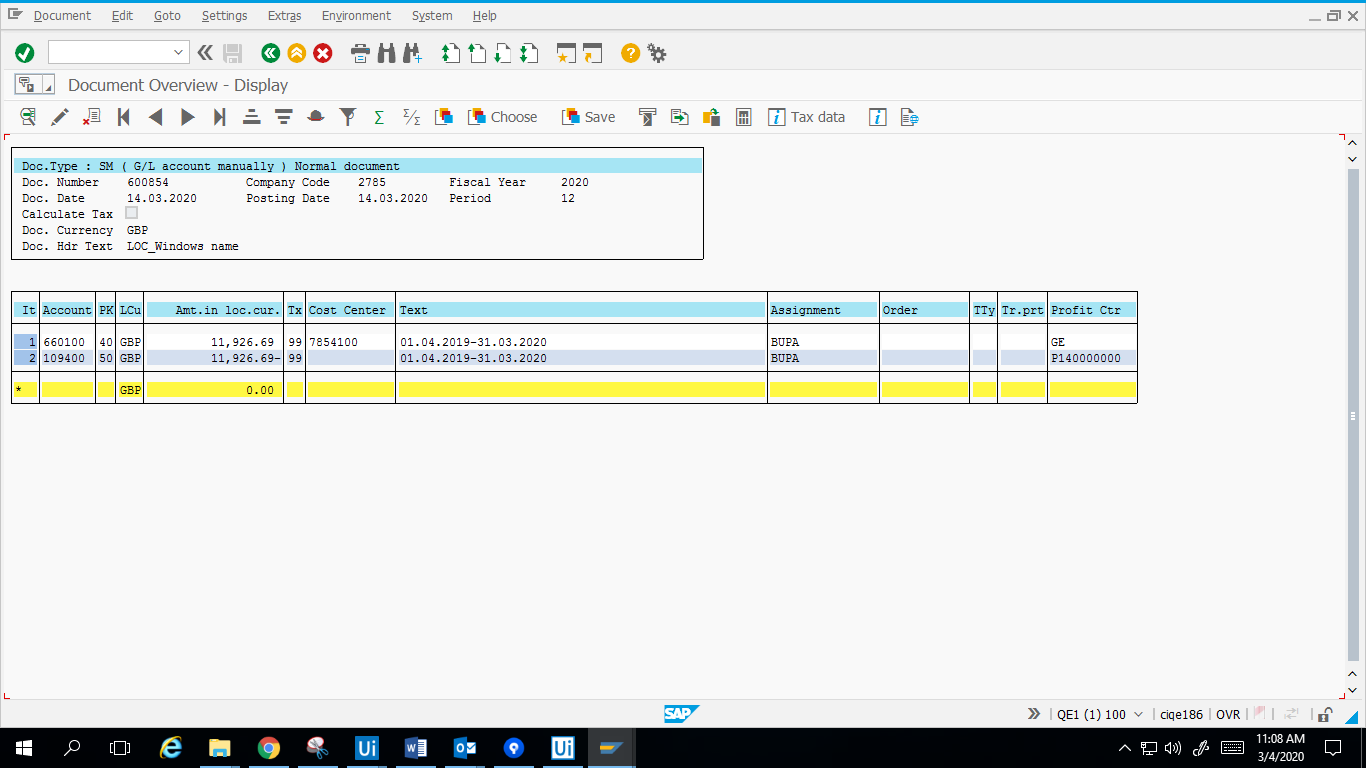 Document Edit Goto Settings Extras Environment System Help
Document Overview - Display
Choose Save Tax data
Doc.Type : SM ( G/L account manually ) Normal document
Doc. Number 600854 Company Code 2785 Fiscal Year 2020
Doc. Date 14.03.2020 Posting Date 14.03.2020 Period 12
Calculate Tax
Doc. Currency GBP
Doc. Hdr Text LOC_Windows name
It Account PK LCu Amt.in loc.cur. Tx Cost Center Text Assignment Order TTy Tr.prt Profit Ctr
1 660100 40 GBP 11,926.69 99 7854100 01.04.2019-31.03.2020 BUPA GE
2 109400 50 GBP 11,926.69- 99 01.04.2019-31.03.2020 BUPA P140000000
* GBP 0.00
SAP QE1 (1) 100 ciqe186 OVR
Ui Ui 11:08 AM
3/4/2020